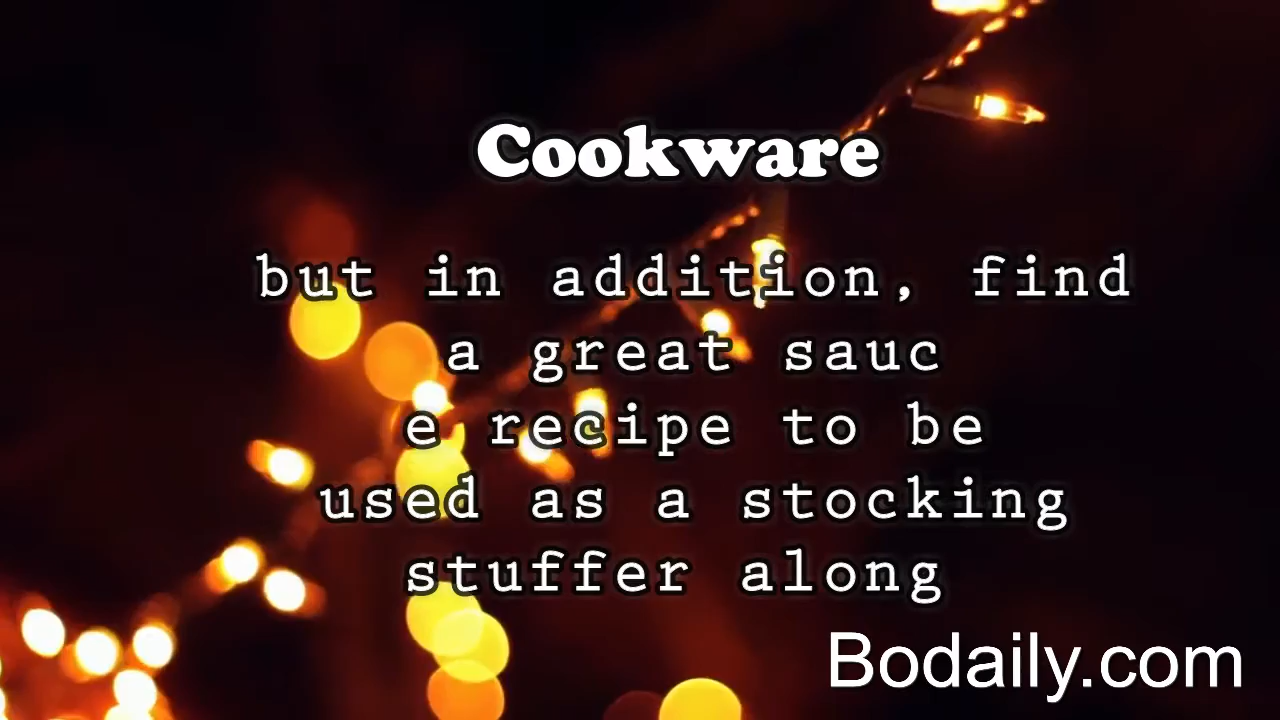 Cookware
but in addition, find
a great sauc
e recipe to be
used as a stocking
stuffer along
Bodaily.com